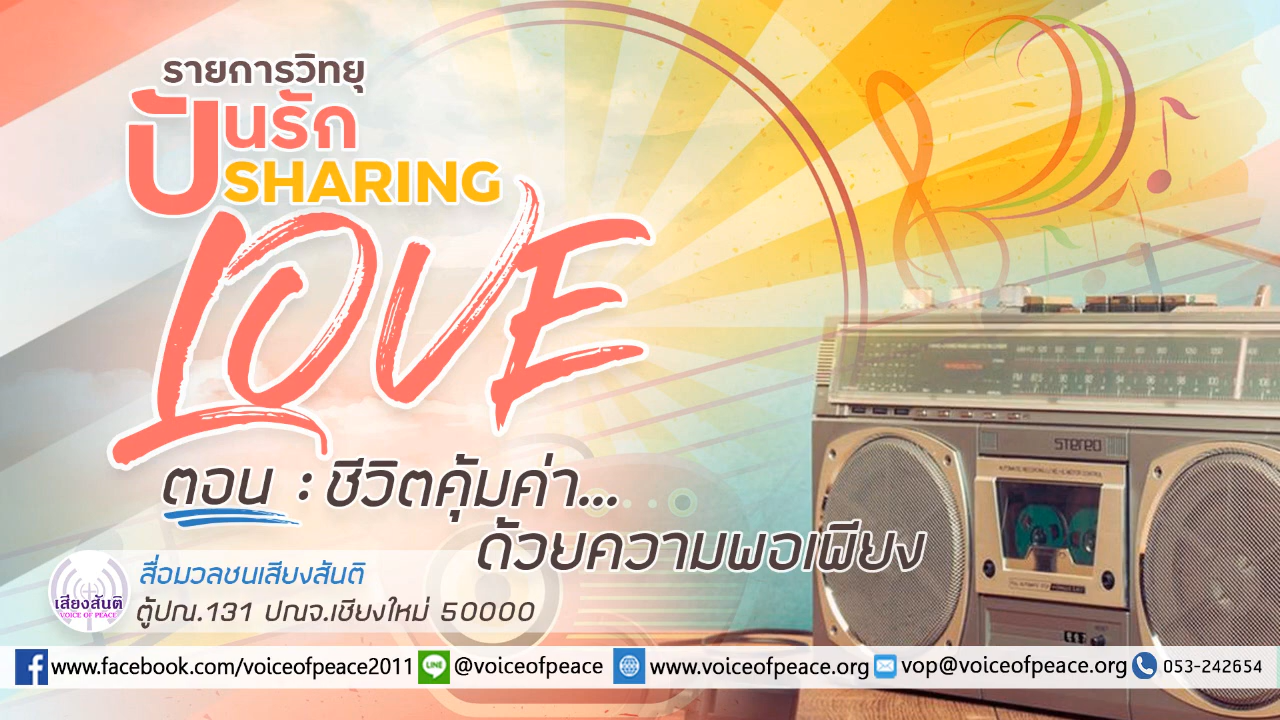 รายการวิทยุ
ปันรัก
SHARING
LOVE
ตอน : ชีวิตคุ้มค่า...
ด้วยความพอเพียง
สื่อมวลชนเสียงสันติ
ตู้ปณ.131 ปณจ.เชียงใหม่ 50000
เสียงสันติ
VOICE OF PEACE
STEREO
www.facebook.com/voiceofpeace2011 @voiceofpeace www.voiceofpeace.org vop@voiceofpeace.org 053-242654